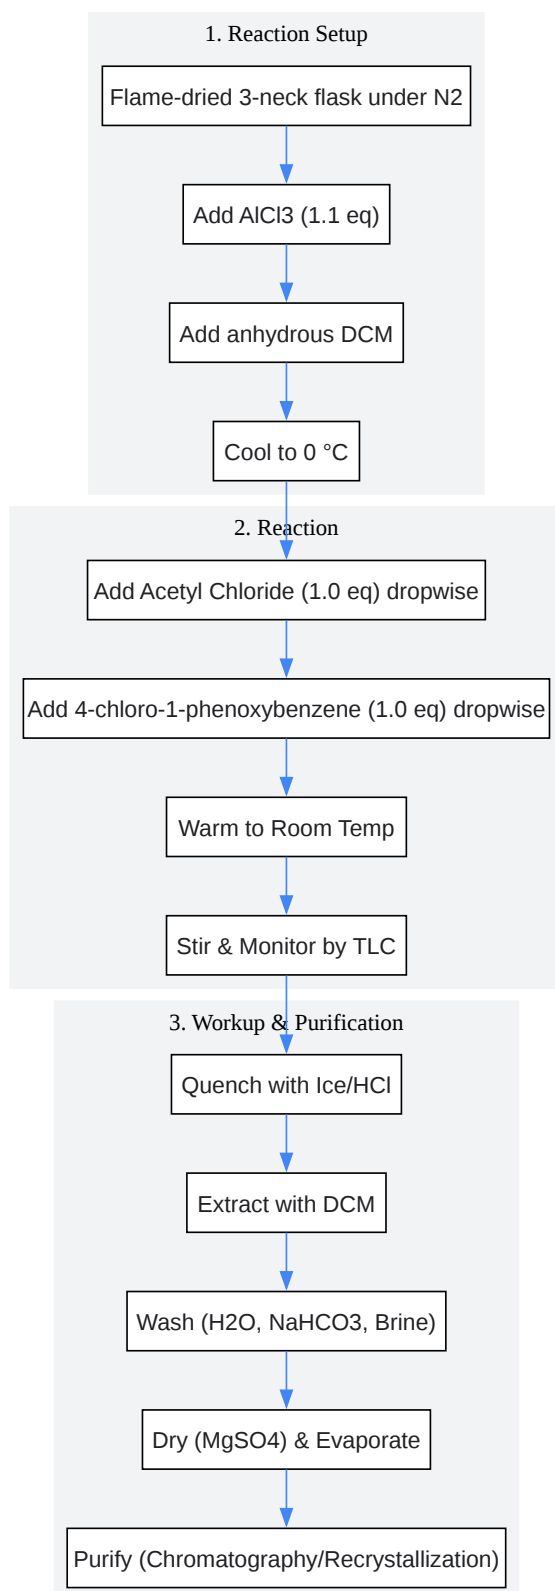 1. Reaction Setup
Flame-dried 3-neck flask under N2
Add AlCl3 (1.1 eq)
Add anhydrous DCM
Cool to 0 °C
2. Reaction
Add Acetyl Chloride (1.0 eq) dropwise
Add 4-chloro-1-phenoxybenzene (1.0 eq) dropwise
Warm to Room Temp
Stir & Monitor by TLC
3. Workup & Purification
Quench with Ice/HCl
Extract with DCM
Wash (H2O, NaHCO3, Brine)
Dry (MgSO4) & Evaporate
Purify (Chromatography/Recrystallization)